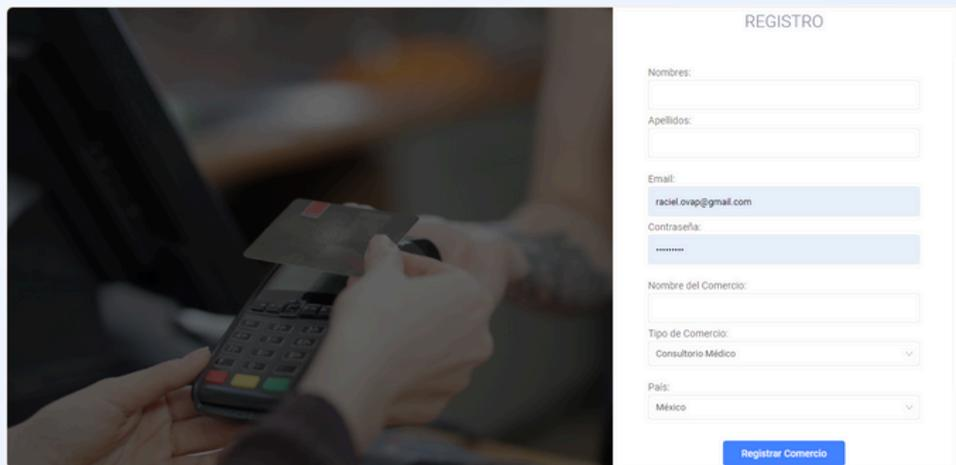 REGISTRO
Nombres:
Apellidos:
Email:
raciel.ovap@gmail.com
Contraseña:
•••••••••
Nombre del Comercio:
Tipo de Comercio:
Consultorio Médico
País:
México
Registrar Comercio